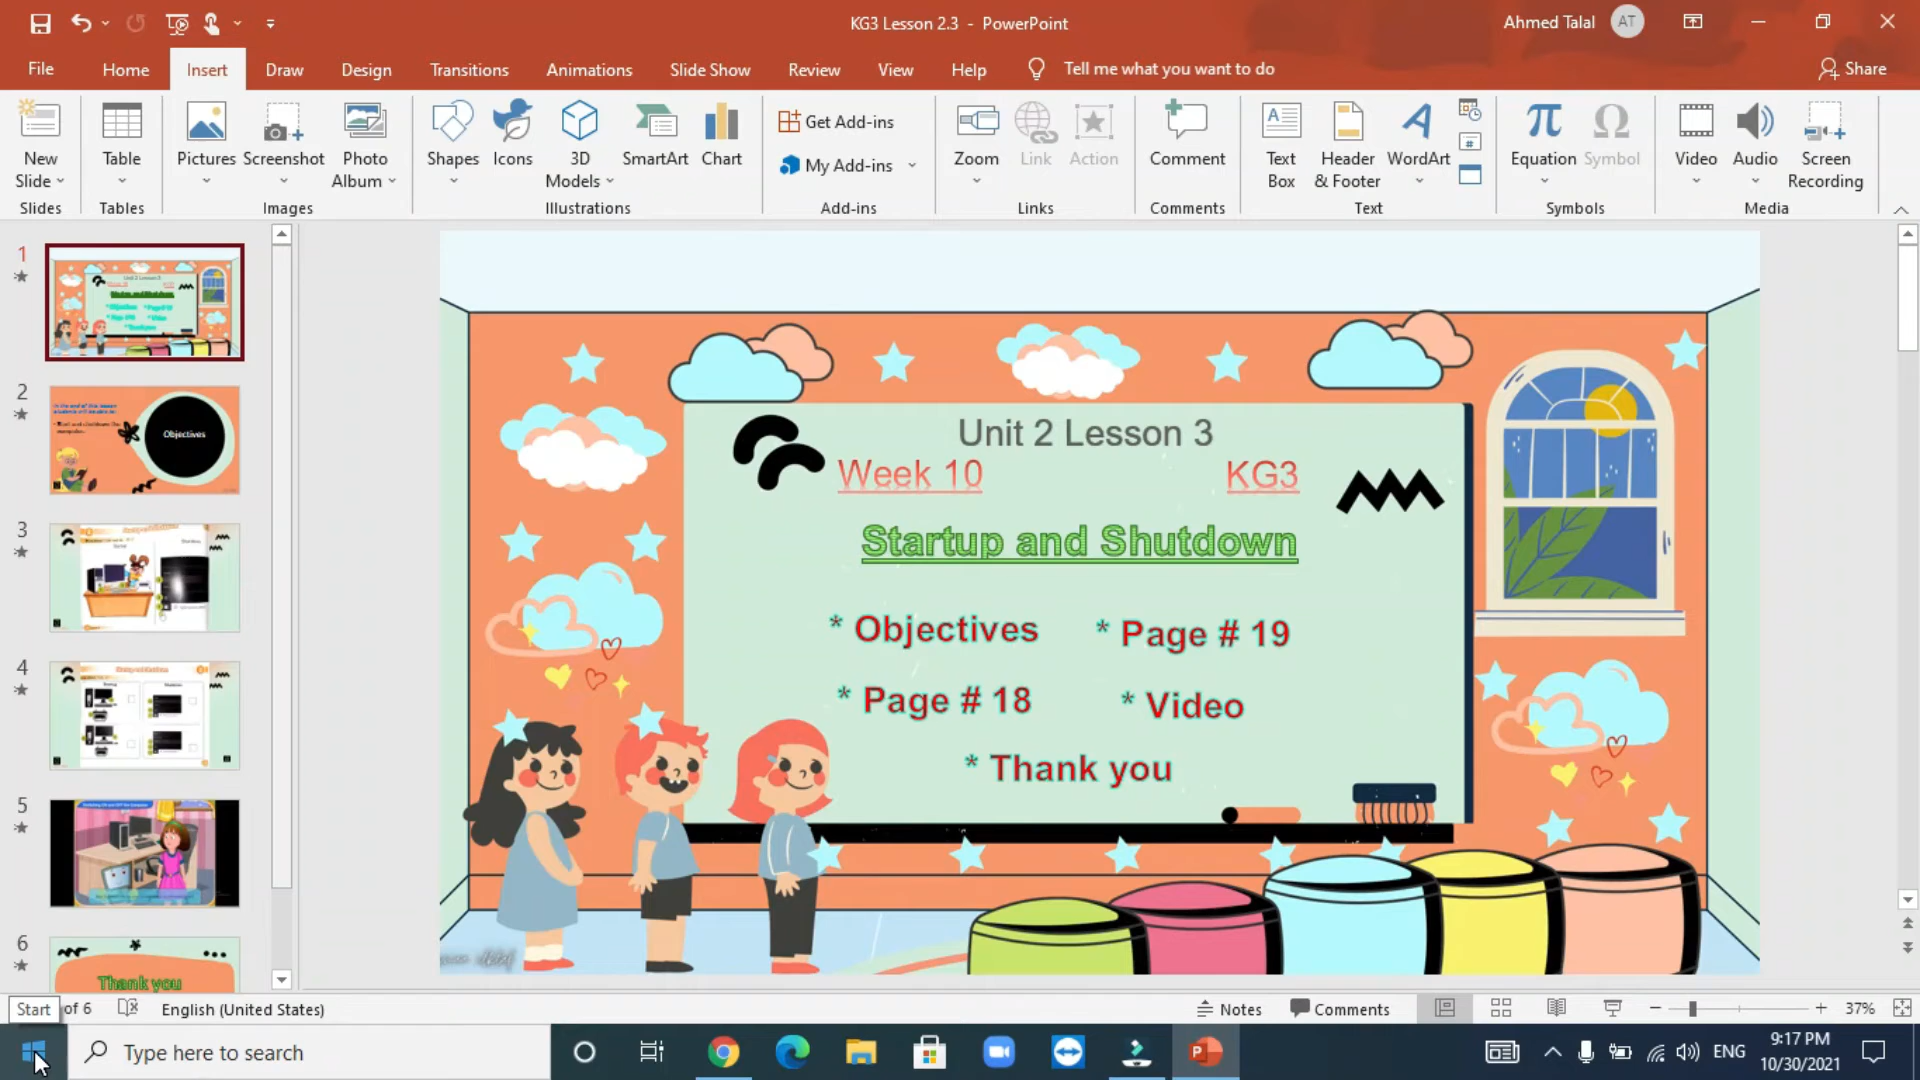 KG3 Lesson 2.3 - PowerPoint
Ahmed Talal
AT
File
Home
Insert
Draw
Design
Transitions
Animations
Slide Show
Review
View
Help
Tell me what you want to do
Share
New Slide
Table
Pictures
Screenshot
Photo Album
Shapes
Icons
3D Models
SmartArt
Chart
Get Add-ins
My Add-ins
Zoom
Link
Action
Comment
Text Box
Header & Footer
WordArt
Equation
Symbol
Video
Audio
Screen Recording
Slides
Tables
Images
Illustrations
Add-ins
Links
Comments
Text
Symbols
Media
1
2
Objectives
3
4
5
6
Thank you
Unit 2 Lesson 3
Week 10
KG3
Startup and Shutdown
* Objectives
* Page # 19
* Page # 18
* Video
* Thank you
Start
of 6
English (United States)
Notes
Comments
37%
Type here to search
ENG
9:17 PM
10/30/2021